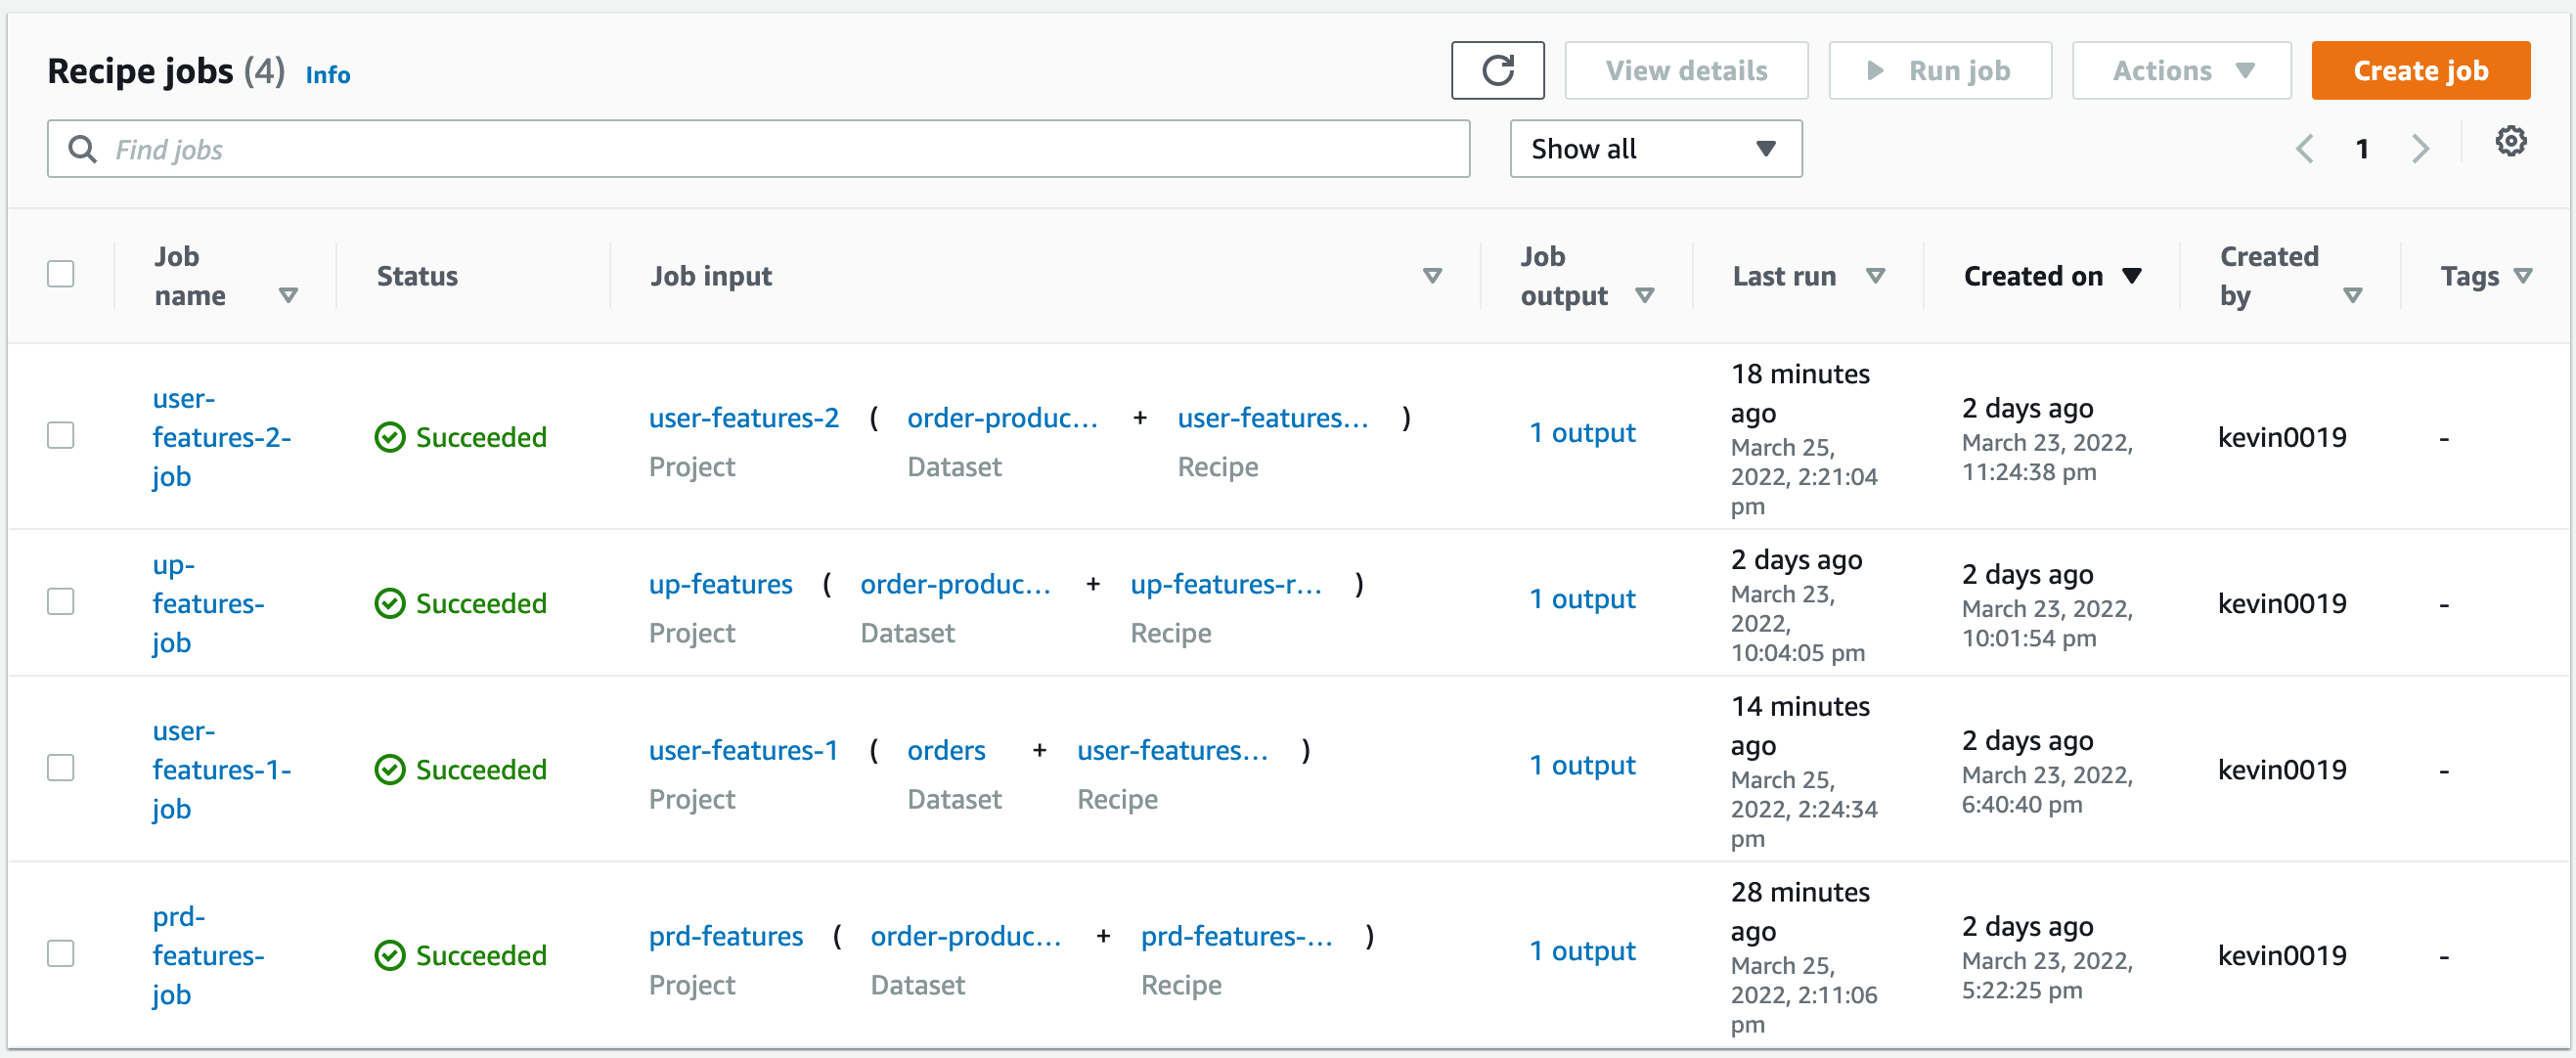 Recipe jobs (4) Info
View details
Run job
Actions
Create job
Find jobs
Show all
1
Job name
Status
Job input
Job output
Last run
Created on
Created by
Tags
user-
features-2-
job
Succeeded
user-features-2 ( order-produc... + user-features... )
Project Dataset Recipe
1 output
18 minutes
ago
March 25,
2022, 2:21:04
pm
2 days ago
March 23, 2022,
11:24:38 pm
kevin0019
-
up-
features-
job
Succeeded
up-features ( order-produc... + up-features-r... )
Project Dataset Recipe
1 output
2 days ago
March 23,
2022,
10:04:05 pm
2 days ago
March 23, 2022,
10:01:54 pm
kevin0019
-
user-
features-1-
job
Succeeded
user-features-1 ( orders + user-features... )
Project Dataset Recipe
1 output
14 minutes
ago
March 25,
2022, 2:24:34
pm
2 days ago
March 23, 2022,
6:40:40 pm
kevin0019
-
prd-
features-
job
Succeeded
prd-features ( order-produc... + prd-features-... )
Project Dataset Recipe
1 output
28 minutes
ago
March 25,
2022, 2:11:06
pm
2 days ago
March 23, 2022,
5:22:25 pm
kevin0019
-